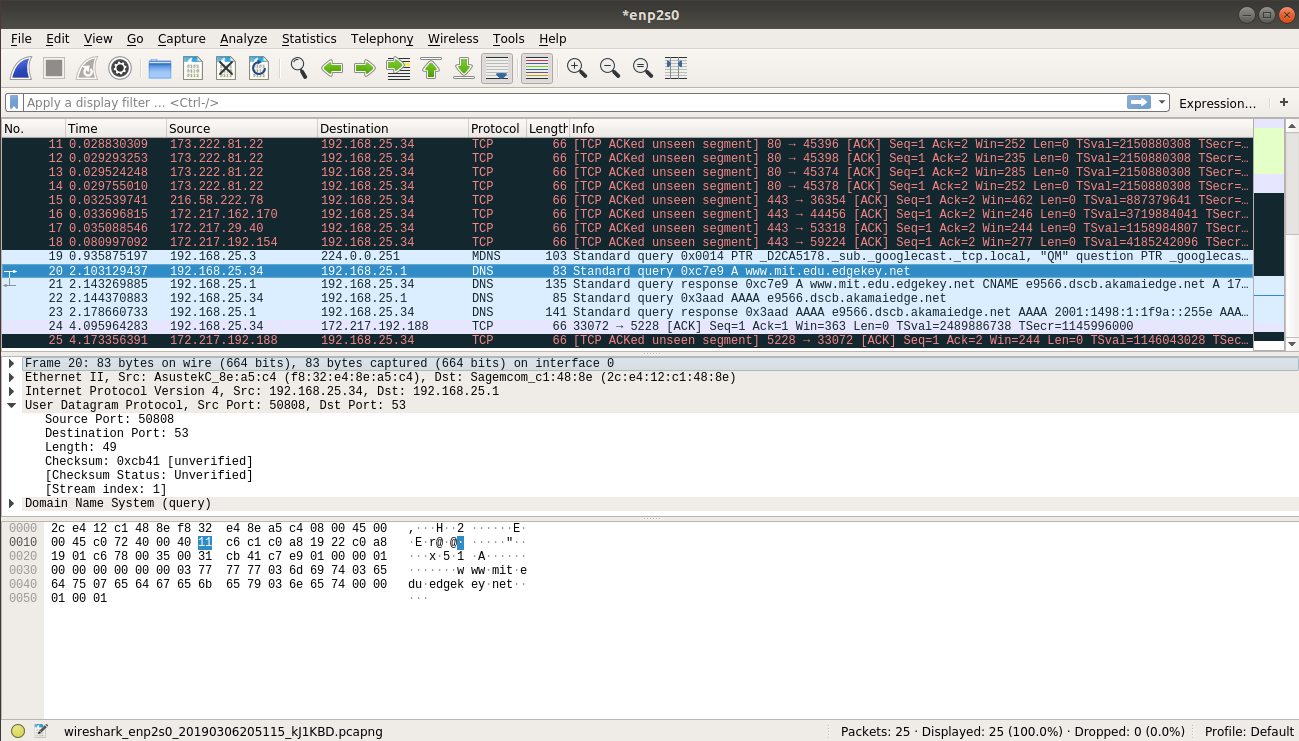 *enp2s0
File Edit View Go Capture Analyze Statistics Telephony Wireless Tools Help
Apply a display filter … <Ctrl-/> Expression… +
No. Time Source Destination Protocol Length Info
11 0.028830309 173.222.81.22 192.168.25.34 TCP 66 [TCP ACKed unseen segment] 80 → 45396 [ACK] Seq=1 Ack=2 Win=252 Len=0 TSval=2150880308 TSecr=…
12 0.029293253 173.222.81.22 192.168.25.34 TCP 66 [TCP ACKed unseen segment] 80 → 45398 [ACK] Seq=1 Ack=2 Win=235 Len=0 TSval=2150880308 TSecr=…
13 0.029524248 173.222.81.22 192.168.25.34 TCP 66 [TCP ACKed unseen segment] 80 → 45374 [ACK] Seq=1 Ack=2 Win=285 Len=0 TSval=2150880308 TSecr=…
14 0.029755010 173.222.81.22 192.168.25.34 TCP 66 [TCP ACKed unseen segment] 80 → 45378 [ACK] Seq=1 Ack=2 Win=252 Len=0 TSval=2150880308 TSecr=…
15 0.032539741 216.58.222.78 192.168.25.34 TCP 66 [TCP ACKed unseen segment] 443 → 36354 [ACK] Seq=1 Ack=2 Win=462 Len=0 TSval=887379641 TSecr=…
16 0.033696815 172.217.162.170 192.168.25.34 TCP 66 [TCP ACKed unseen segment] 443 → 44456 [ACK] Seq=1 Ack=2 Win=246 Len=0 TSval=3719884041 TSecr…
17 0.035088546 172.217.29.40 192.168.25.34 TCP 66 [TCP ACKed unseen segment] 443 → 53318 [ACK] Seq=1 Ack=2 Win=244 Len=0 TSval=1158984807 TSecr…
18 0.080997092 172.217.192.154 192.168.25.34 TCP 66 [TCP ACKed unseen segment] 443 → 59224 [ACK] Seq=1 Ack=2 Win=277 Len=0 TSval=4185242096 TSecr…
19 0.935875197 192.168.25.3 224.0.0.251 MDNS 103 Standard query 0x0014 PTR _D2CA5178._sub._googlecast._tcp.local, "QM" question PTR _googlecas…
20 2.103129437 192.168.25.34 192.168.25.1 DNS 83 Standard query 0xc7e9 A www.mit.edu.edgekey.net
21 2.143269885 192.168.25.1 192.168.25.34 DNS 135 Standard query response 0xc7e9 A www.mit.edu.edgekey.net CNAME e9566.dscb.akamaiedge.net A 17…
22 2.144370883 192.168.25.34 192.168.25.1 DNS 85 Standard query 0x3aad AAAA e9566.dscb.akamaiedge.net
23 2.178660733 192.168.25.1 192.168.25.34 DNS 141 Standard query response 0x3aad AAAA e9566.dscb.akamaiedge.net AAAA 2001:1498:1:1f9a::255e AAA…
24 4.095964283 192.168.25.34 172.217.192.188 TCP 66 33072 → 5228 [ACK] Seq=1 Ack=1 Win=363 Len=0 TSval=2489886738 TSecr=1145996000
25 4.173356391 172.217.192.188 192.168.25.34 TCP 66 [TCP ACKed unseen segment] 5228 → 33072 [ACK] Seq=1 Ack=2 Win=244 Len=0 TSval=1146043028 TSecr…
Frame 20: 83 bytes on wire (664 bits), 83 bytes captured (664 bits) on interface 0
Ethernet II, Src: AsustekC_8e:a5:c4 (f8:32:e4:8e:a5:c4), Dst: Sagemcom_c1:48:8e (2c:e4:12:c1:48:8e)
Internet Protocol Version 4, Src: 192.168.25.34, Dst: 192.168.25.1
User Datagram Protocol, Src Port: 50808, Dst Port: 53
Source Port: 50808
Destination Port: 53
Length: 49
Checksum: 0xcb41 [unverified]
[Checksum Status: Unverified]
[Stream index: 1]
Domain Name System (query)
0000 2c e4 12 c1 48 8e f8 32 e4 8e a5 c4 08 00 45 00 ,···H··2 ······E·
0010 00 45 c0 72 40 00 40 11 c6 c1 c0 a8 19 22 c0 a8 ·E·r@·@· ·····"··
0020 19 01 c6 78 00 35 00 31 cb 41 c7 e9 01 00 00 01 ···x·5·1 ·A······
0030 00 00 00 00 00 00 03 77 77 77 03 6d 69 74 03 65 ·······w ww·mit·e
0040 64 75 07 65 64 67 65 6b 65 79 03 6e 65 74 00 00 du·edgek ey·net··
0050 01 00 01 ···
wireshark_enp2s0_20190306205115_kJ1KBD.pcapng Packets: 25 · Displayed: 25 (100.0%) · Dropped: 0 (0.0%) Profile: Default